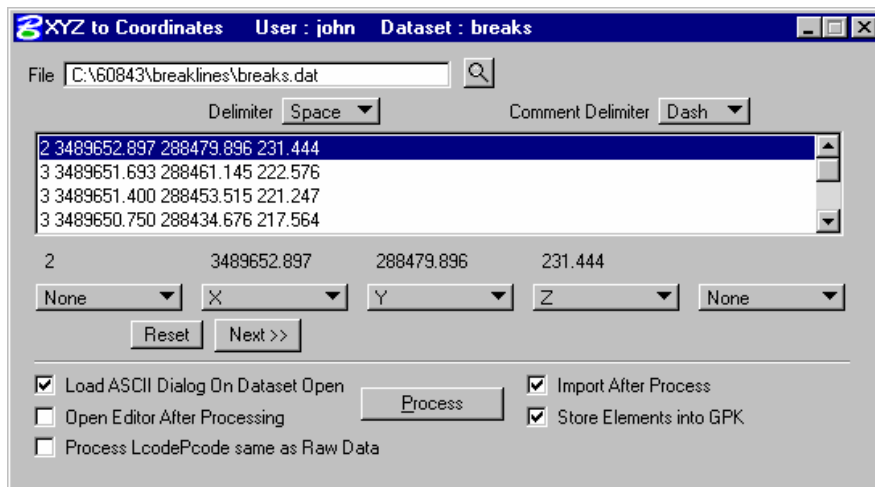 XYZ to Coordinates User : john Dataset : breaks
File C:\60843\breaklines\breaks.dat
Delimiter Space Comment Delimiter Dash
2 3489652.897 288479.896 231.444
3 3489651.693 288461.145 222.576
3 3489651.400 288453.515 221.247
3 3489650.750 288434.676 217.564
2 3489652.897 288479.896 231.444
None X Y Z None
Reset Next >>
Load ASCII Dialog On Dataset Open Process Import After Process
Open Editor After Processing Store Elements into GPK
Process LcodePcode same as Raw Data